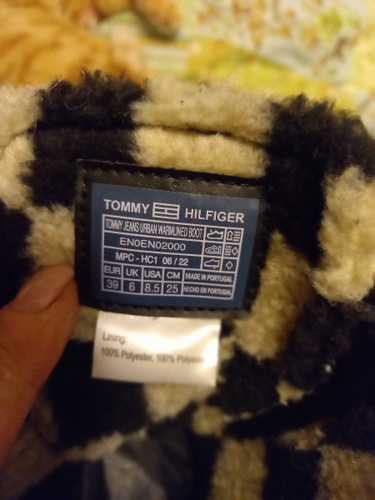 TOMMY HILFIGER
TOMMY JEANS URBAN WARMLINED BOOT
EN0EN02000
MPC - HC1 06 / 22
EUR UK USA CM MADE IN PORTUGAL
39 6 8.5 25 HECHO EN PORTUGAL
Lining:
100% Polyester, 100% Polyester